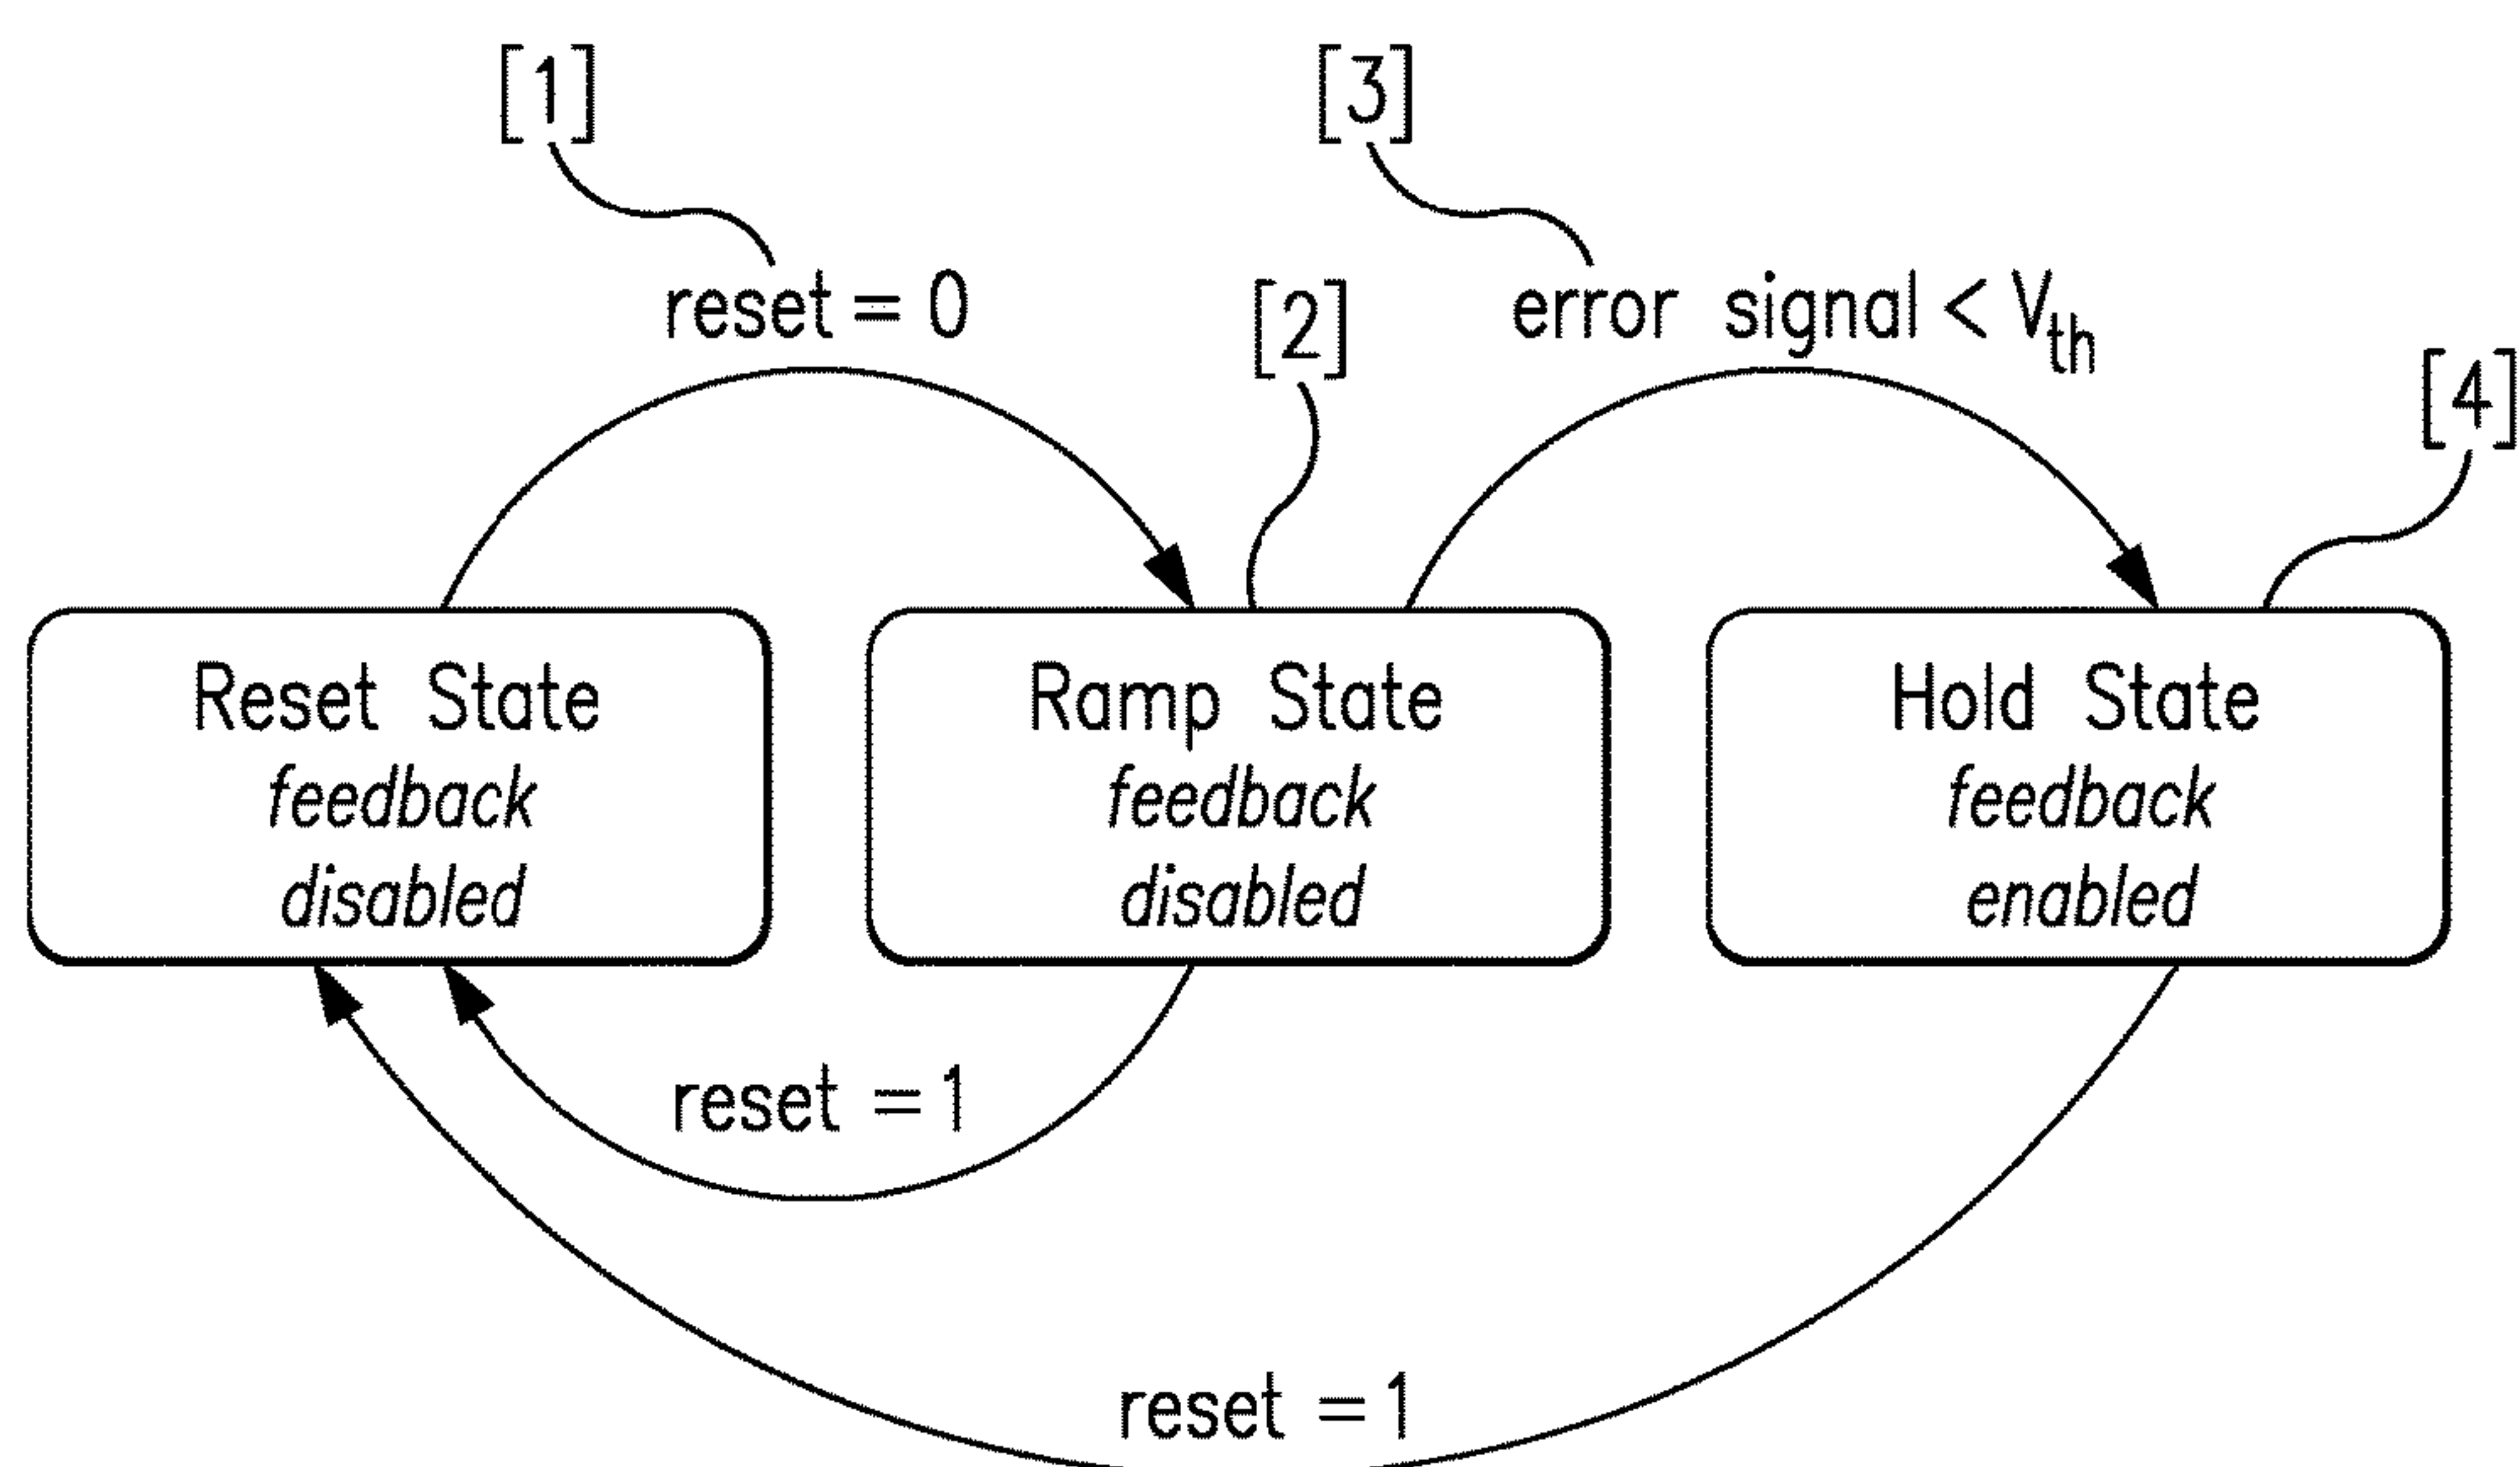 [1]
[3]
reset = 0
[2]
error signal < Vth
[4]
Reset State
feedback
disabled
Ramp State
feedback
disabled
Hold State
feedback
enabled
reset = 1
reset = 1